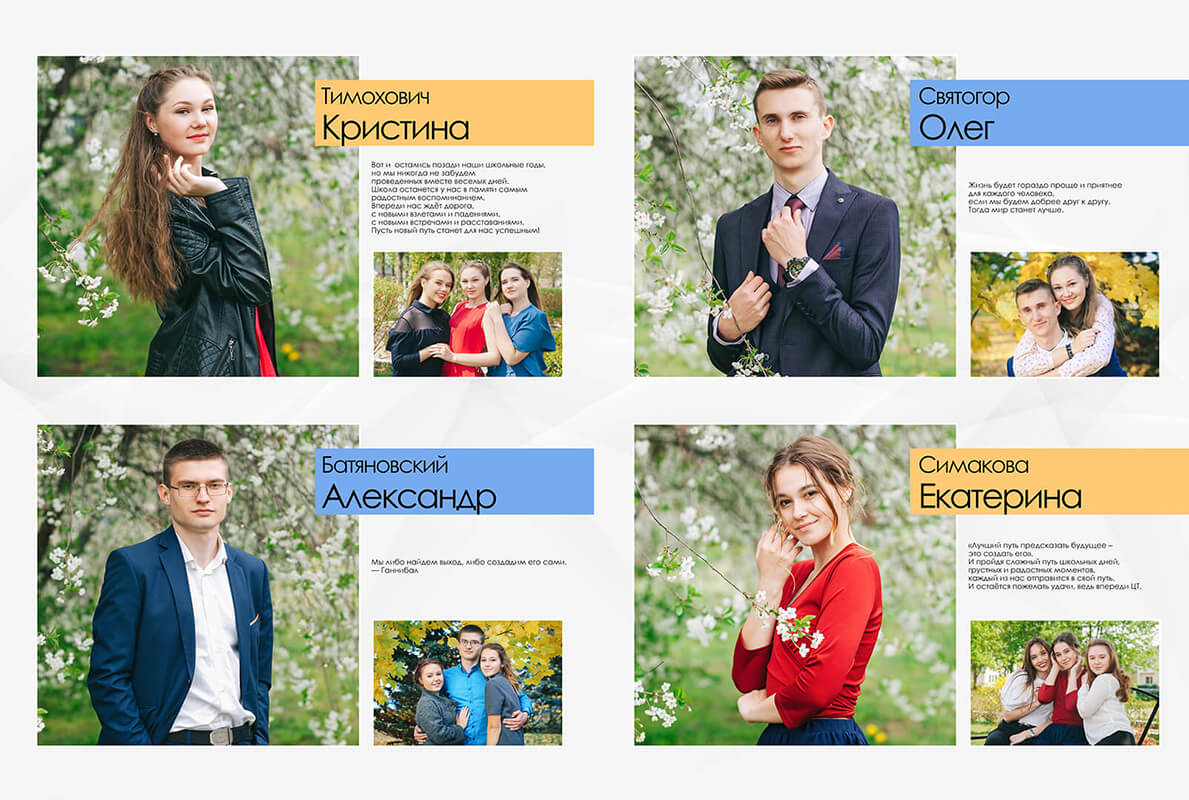 Тимохович
Кристина
Вот и остались позади наши школьные годы,
но мы никогда не забудем
проведенных вместе веселых дней.
Школа останется у нас в памяти самым
радостным воспоминанием.
Впереди нас ждёт дорога,
с новыми взлетами и падениями,
с новыми встречами и расставаниями,
Пусть новый путь станет для нас успешным!
Святогор
Олег
Жизнь будет гораздо проще и приятнее
для каждого человека,
если мы будем добрее друг к другу.
Тогда мир станет лучше.
Батяновский
Александр
Мы либо найдем выход, либо создадим его сами.
— Ганнибал
Симакова
Екатерина
«Лучший путь предсказать будущее –
это создать его».
И пройдя сложный путь школьных дней,
грустных и радостных моментов,
каждый из нас отправится в свой путь.
И остаётся пожелать удачи, ведь впереди ЦТ.